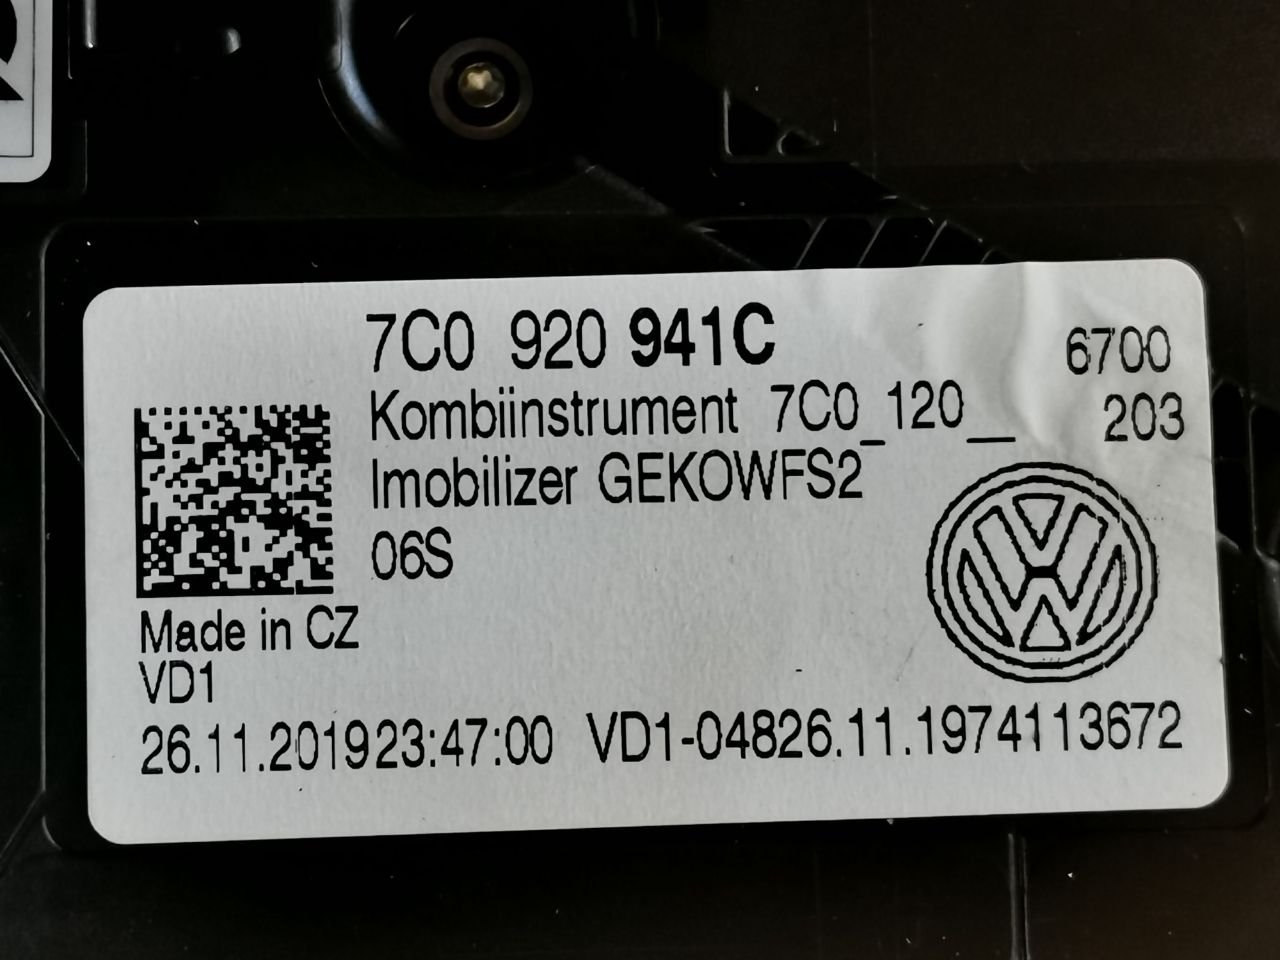 7C0 920 941C
6700
Kombiinstrument 7C0_120__
203
Imobilizer GEKOWFS2
06S
Made in CZ
VD1
26.11.201923:47:00 VD1-04826.11.1974113672